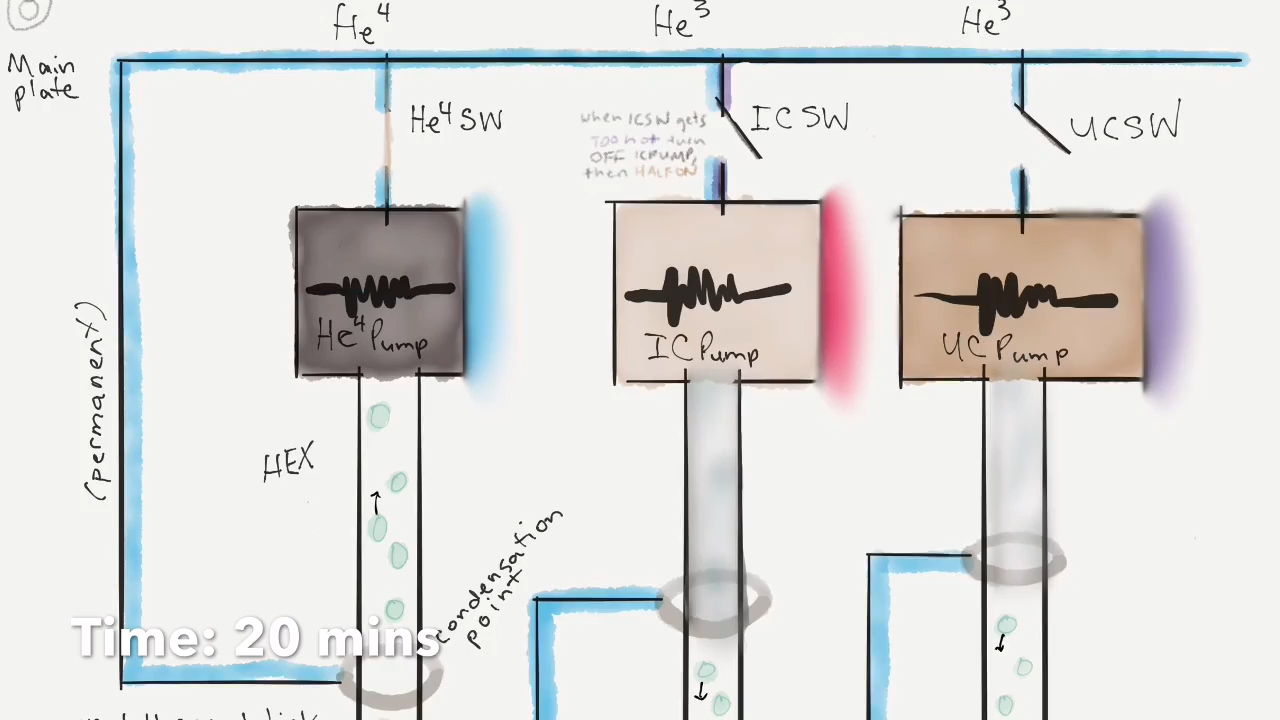 He⁴
He³
He³
Main
plate
He⁴SW
when ICSW gets
TOO hot turn
OFF ICPUMP,
then HALF ON
ICSW
UCSW
He⁴Pump
ICPump
UCPump
(permanent)
HEX
condensation
point
Time: 20 mins